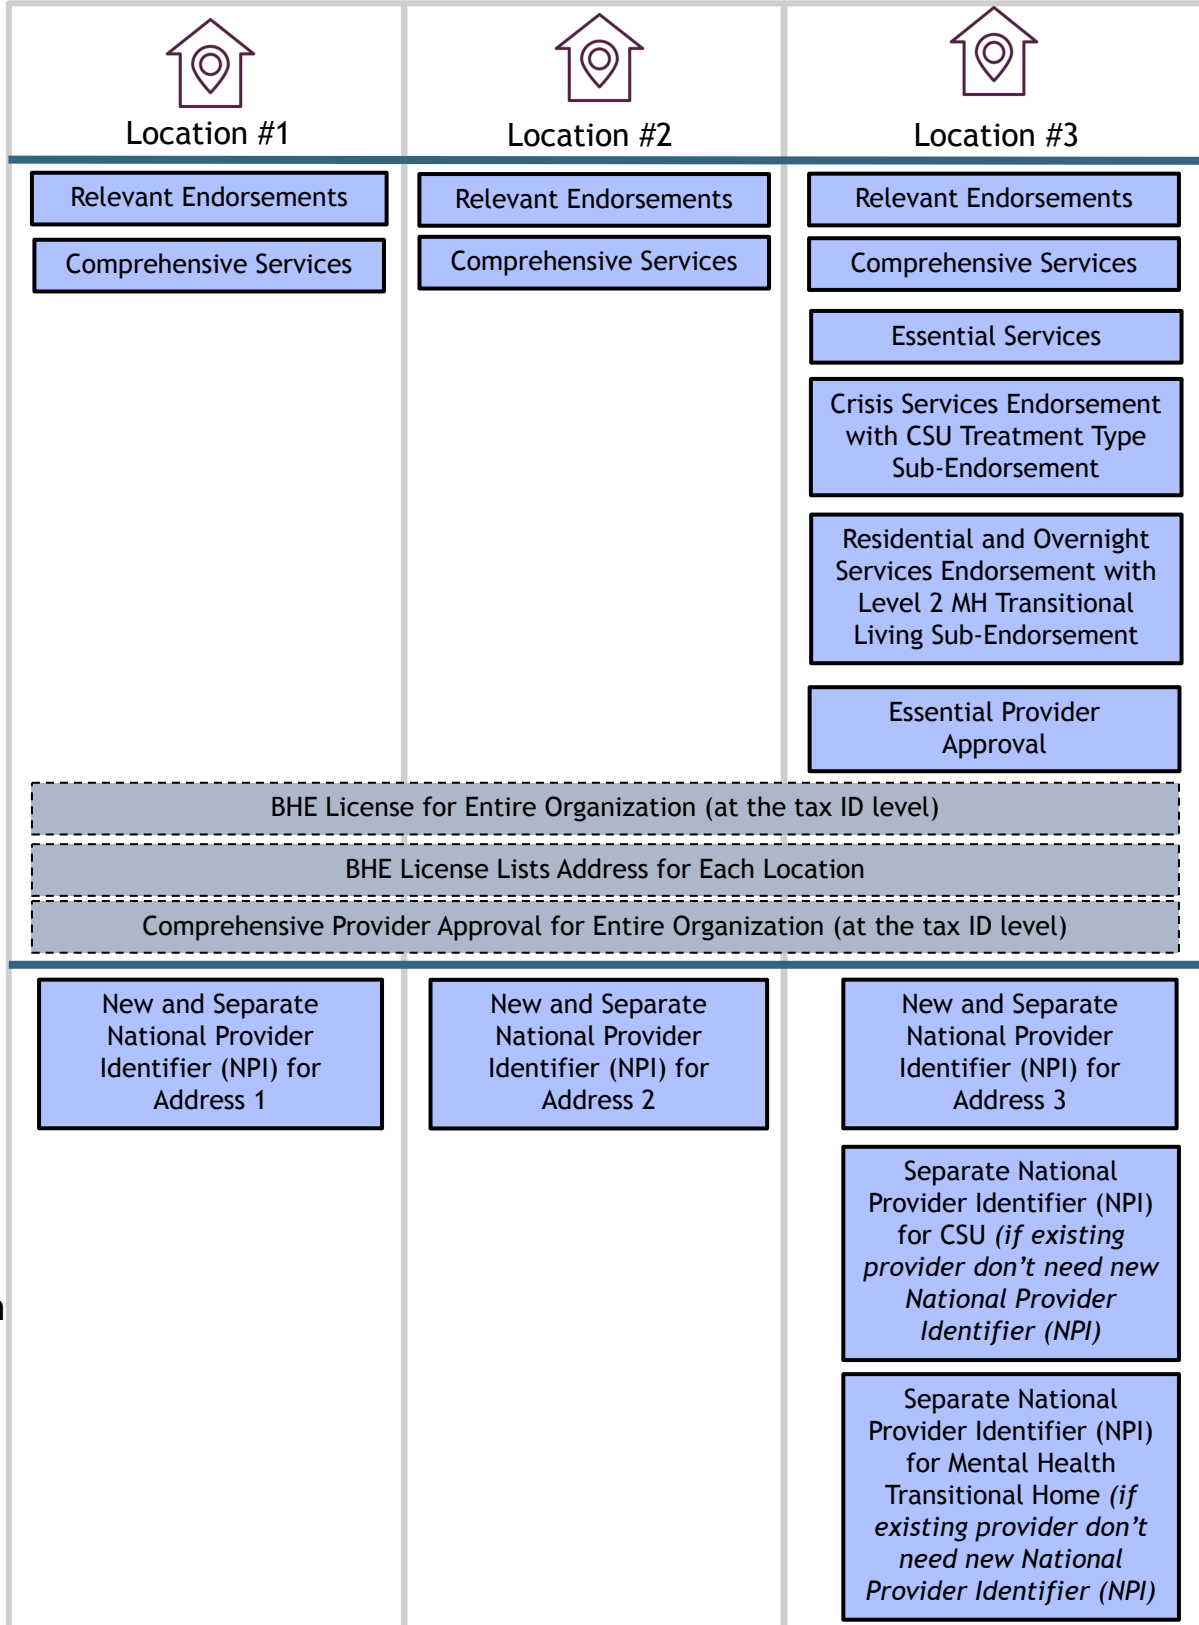 Location #1
Location #2
Location #3
Relevant Endorsements
Comprehensive Services
Relevant Endorsements
Comprehensive Services
Relevant Endorsements
Comprehensive Services
Essential Services
Crisis Services Endorsement
with CSU Treatment Type
Sub-Endorsement
Residential and Overnight
Services Endorsement with
Level 2 MH Transitional
Living Sub-Endorsement
Essential Provider
Approval
BHE License for Entire Organization (at the tax ID level)
BHE License Lists Address for Each Location
Comprehensive Provider Approval for Entire Organization (at the tax ID level)
New and Separate
National Provider
Identifier (NPI) for
Address 1
New and Separate
National Provider
Identifier (NPI) for
Address 2
New and Separate
National Provider
Identifier (NPI) for
Address 3
Separate National
Provider Identifier (NPI)
for CSU (if existing
provider don’t need new
National Provider
Identifier (NPI)
Separate National
Provider Identifier (NPI)
for Mental Health
Transitional Home (if
existing provider don’t
need new National
Provider Identifier (NPI)